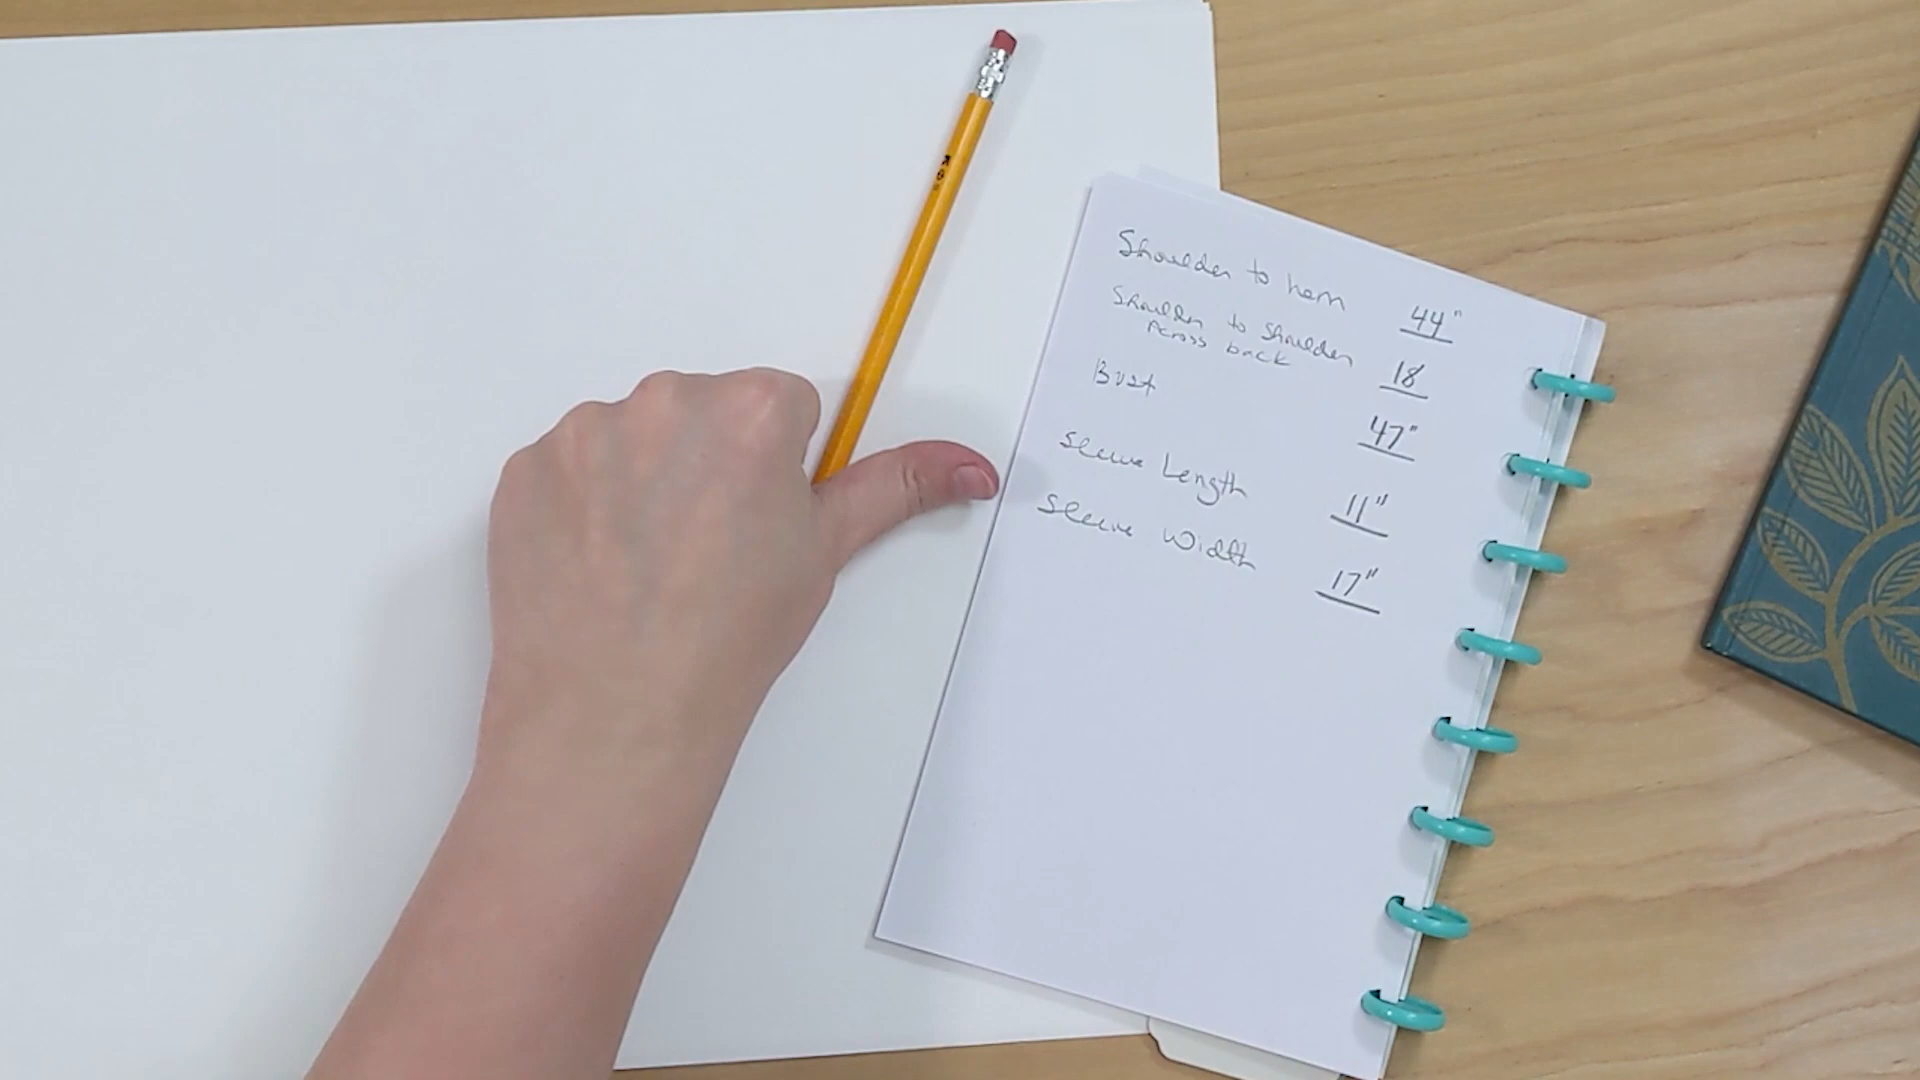 Shoulder to hem 44"
Shoulder to Shoulder 18
Across back
Bust 47"
Sleeve Length 11"
Sleeve Width 17"